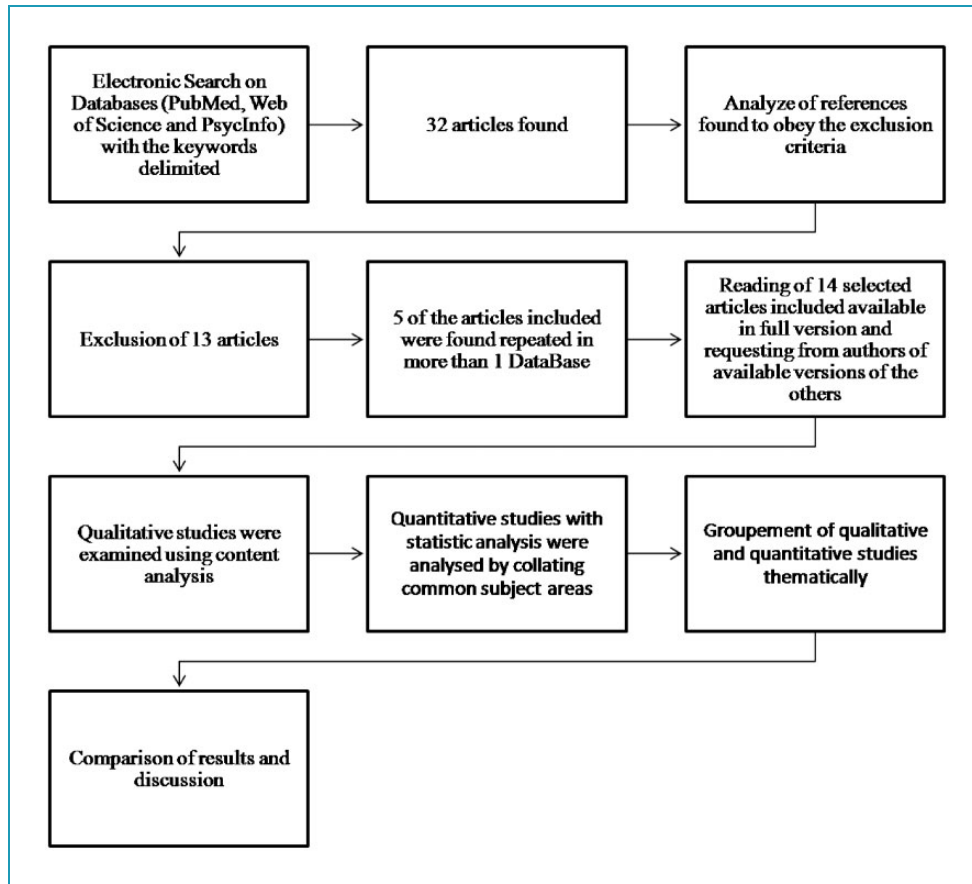 Electronic Search on
Databases (PubMed, Web
of Science and PsycInfo)
with the keywords
delimited
32 articles found
Analyze of references
found to obey the exclusion
criteria
Exclusion of 13 articles
5 of the articles included
were found repeated in
more than 1 DataBase
Reading of 14 selected
articles included available
in full version and
requesting from authors of
available versions of the
others
Qualitative studies were
examined using content
analysis
Quantitative studies with
statistic analysis were
analysed by collating
common subject areas
Groupement of qualitative
and quantitative studies
thematically
Comparison of results and
discussion